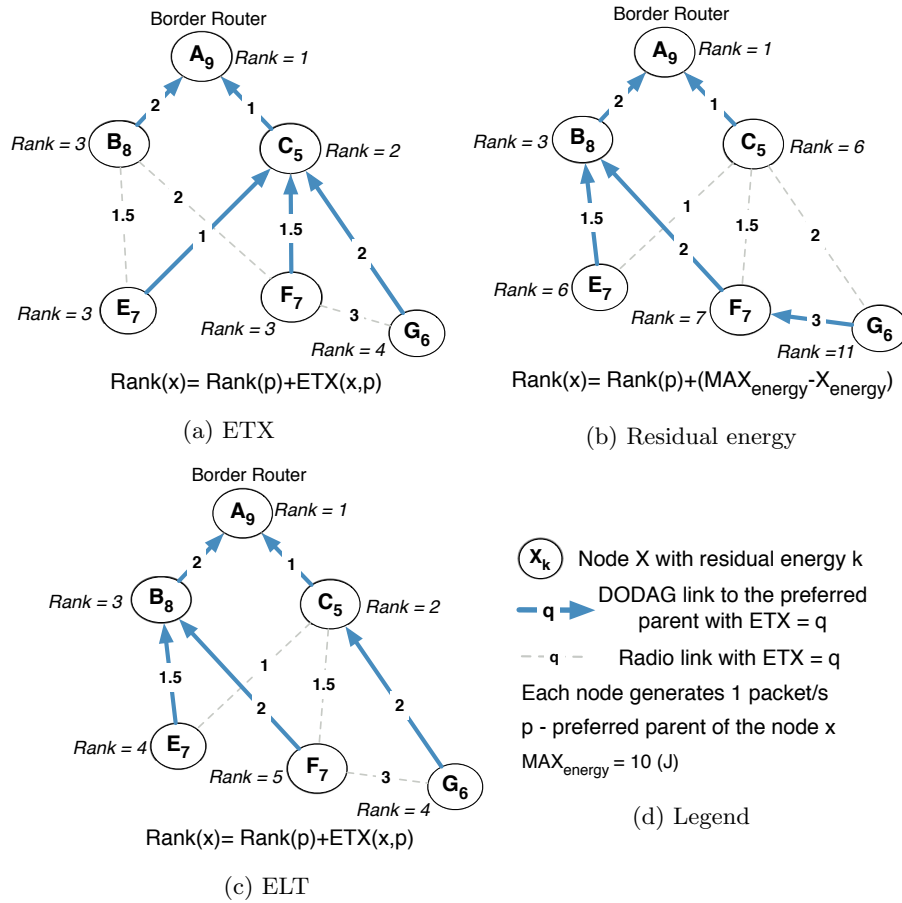 Border Router
A9
Rank = 1
2
1
Rank = 3
B8
C5
Rank = 2
1.5
2
1
1.5
2
E7
Rank = 3
F7
Rank = 3
3
G6
Rank = 4
Rank(x)= Rank(p)+ETX(x,p)
(a) ETX
Border Router
A9
Rank = 1
2
1
Rank = 3
B8
C5
Rank = 6
1.5
1
2
1.5
2
Rank = 6
E7
Rank = 7
F7
3
G6
Rank =11
Rank(x)= Rank(p)+(MAXenergy-Xenergy)
(b) Residual energy
Border Router
A9
Rank = 1
2
1
Rank = 3
B8
C5
Rank = 2
1.5
1
2
1.5
2
Rank = 4
E7
Rank = 5
F7
3
G6
Rank = 4
Rank(x)= Rank(p)+ETX(x,p)
(c) ELT
Xk Node X with residual energy k
q DODAG link to the preferred
parent with ETX = q
q Radio link with ETX = q
Each node generates 1 packet/s
p - preferred parent of the node x
MAXenergy = 10 (J)
(d) Legend